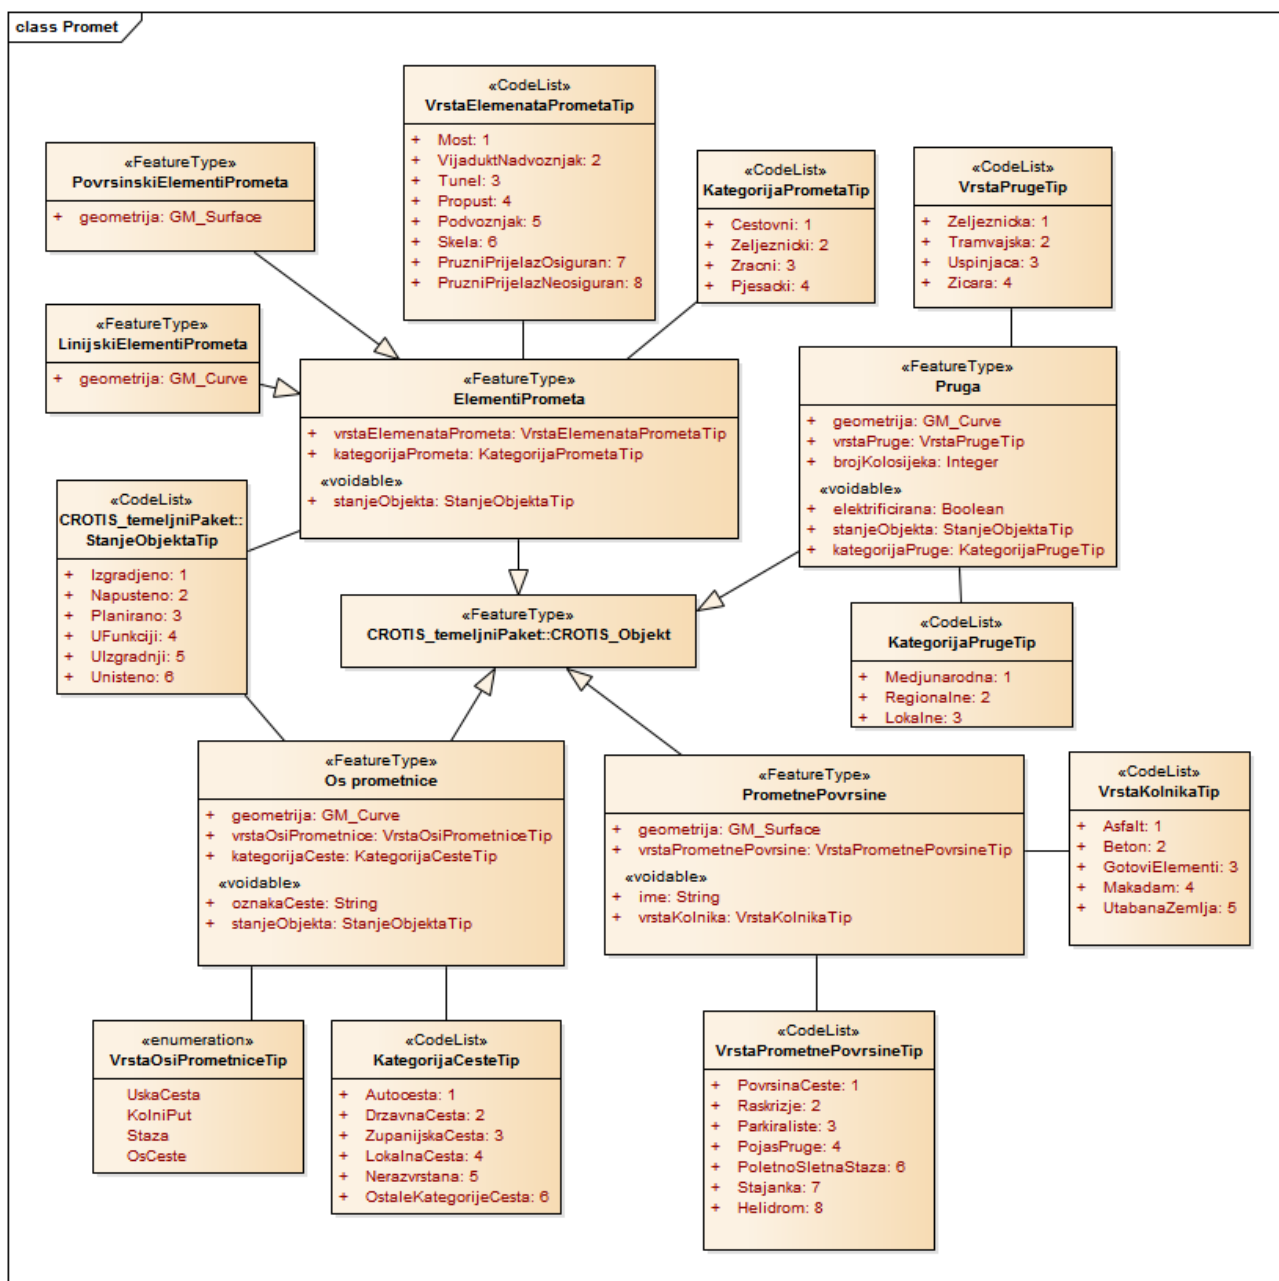 class Promet
«CodeList»
VrstaElemenataPrometaTip
+ Most: 1
+ VijaduktNadvoznjak: 2
+ Tunel: 3
+ Propust: 4
+ Podvoznjak: 5
+ Skela: 6
+ PruzniPrijelazOsiguran: 7
+ PruzniPrijelazNeosiguran: 8
«FeatureType»
PovrsinskiElementiPrometa
+ geometrija: GM_Surface
«CodeList»
KategorijaPrometaTip
+ Cestovni: 1
+ Zeljeznicki: 2
+ Zracni: 3
+ Pjesacki: 4
«CodeList»
VrstaPrugeTip
+ Zeljeznicka: 1
+ Tramvajska: 2
+ Uspinjaca: 3
+ Zicara: 4
«FeatureType»
LinijskiElementiPrometa
+ geometrija: GM_Curve
«FeatureType»
ElementiPrometa
+ vrstaElemenataPrometa: VrstaElemenataPrometaTip
+ kategorijaPrometa: KategorijaPrometaTip
«voidable»
+ stanjeObjekta: StanjeObjektaTip
«FeatureType»
Pruga
+ geometrija: GM_Curve
+ vrstaPruge: VrstaPrugeTip
+ brojKolosijeka: Integer
«voidable»
+ elektrificirana: Boolean
+ stanjeObjekta: StanjeObjektaTip
+ kategorijaPruge: KategorijaPrugeTip
«CodeList»
CROTIS_temeljniPaket::
StanjeObjektaTip
+ Izgradjeno: 1
+ Napusteno: 2
+ Planirano: 3
+ UFunkciji: 4
+ UIzgradnji: 5
+ Unisteno: 6
«FeatureType»
CROTIS_temeljniPaket::CROTIS_Objekt
«CodeList»
KategorijaPrugeTip
+ Medjunarodna: 1
+ Regionalne: 2
+ Lokalne: 3
«FeatureType»
Os prometnice
+ geometrija: GM_Curve
+ vrstaOsiPrometnice: VrstaOsiPrometniceTip
+ kategorijaCeste: KategorijaCesteTip
«voidable»
+ oznakaCeste: String
+ stanjeObjekta: StanjeObjektaTip
«FeatureType»
PrometnePovrsine
+ geometrija: GM_Surface
+ vrstaPrometnePovrsine: VrstaPrometnePovrsineTip
«voidable»
+ ime: String
+ vrstaKolnika: VrstaKolnikaTip
«CodeList»
VrstaKolnikaTip
+ Asfalt: 1
+ Beton: 2
+ GotoviElementi: 3
+ Makadam: 4
+ UtabanaZemlja: 5
«enumeration»
VrstaOsiPrometniceTip
UskaCesta
KolniPut
Staza
OsCeste
«CodeList»
KategorijaCesteTip
+ Autocesta: 1
+ DrzavnaCesta: 2
+ ZupanijskaCesta: 3
+ LokalnaCesta: 4
+ Nerazvrstana: 5
+ OstaleKategorijeCesta: 6
«CodeList»
VrstaPrometnePovrsineTip
+ PovrsinaCeste: 1
+ Raskrizje: 2
+ Parkiraliste: 3
+ PojasPruge: 4
+ PoletnoSletnaStaza: 6
+ Stajanka: 7
+ Helidrom: 8